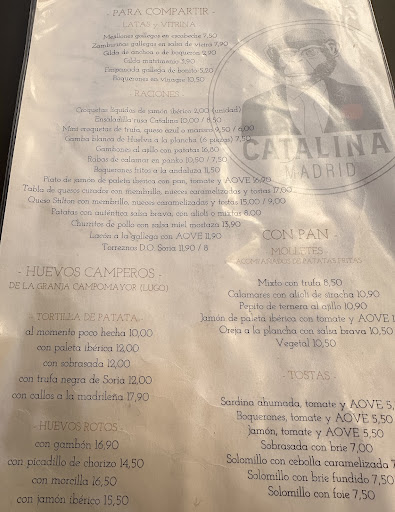 - PARA COMPARTIR -
- LATAS y VITRINA -
Mejillones gallegos en escabeche 7,50
Zamburiñas gallegas en salsa de vieira 7,90
Gilda de anchoa o de boquerón 2,90
Gilda matrimonio 3,90
Empanada gallega de bonito 5,20
Boquerones en vinagre 10,50
- RACIONES -
Croquetas líquidas de jamón ibérico 2,00 (unidad)
Ensaladilla rusa Catalina 10,00 / 8,50
Mini croquetas de trufa, queso azul o mansos 9,50 / 6,00
Gamba blanca de Huelva a la plancha (6 piezas) 7,50
Gambones al ajillo con patatas 16,80
Rabas de calamar en panko 10,50 / 7,50
Boquerones fritos a la andaluza 11,50
Plato de jamón de paleta ibérica con pan, tomate y AOVE 16,90
Tabla de quesos curados con membrillo, nueces caramelizadas y tostas 17,60
Queso Stilton con membrillo, nueces caramelizadas y tostas 15,00 / 9,00
Patatas con auténtica salsa brava, con alioli o mixtas 8,00
Churritos de pollo con salsa miel mostaza 13,90
Lacón a la gallega con AOVE 11,90
Torreznos D.O. Soria 11,90 / 8
CATALINA
MADRID
- HUEVOS CAMPEROS -
DE LA GRANJA CAMPOMAYOR (LUGO)
- TORTILLA DE PATATA -
al momento poco hecha 10,00
con paleta ibérica 12,00
con sobrasada 12,00
con trufa negra de Soria 12,00
con callos a la madrileña 17,90
- HUEVOS ROTOS -
con gambón 16,90
con picadillo de chorizo 14,50
con morcilla 16,50
con jamón ibérico 15,50
- CON PAN -
MOLLETES
ACOMPAÑADOS DE PATATAS FRITAS
Mixto con trufa 8,50
Calamares con alioli de siracha 10,90
Pepito de ternera al ajillo 10,90
Jamón de paleta ibérica con tomate y AOVE
Oreja a la plancha con salsa brava 10,50
Vegetal 10,50
- TOSTAS -
Sardina ahumada, tomate y AOVE 5,
Boquerones, tomate y AOVE 5,50
Jamón, tomate y AOVE 5,50
Sobrasada con brie 7,00
Solomillo con cebolla caramelizada
Solomillo con brie fundido 7,50
Solomillo con foie 7,50